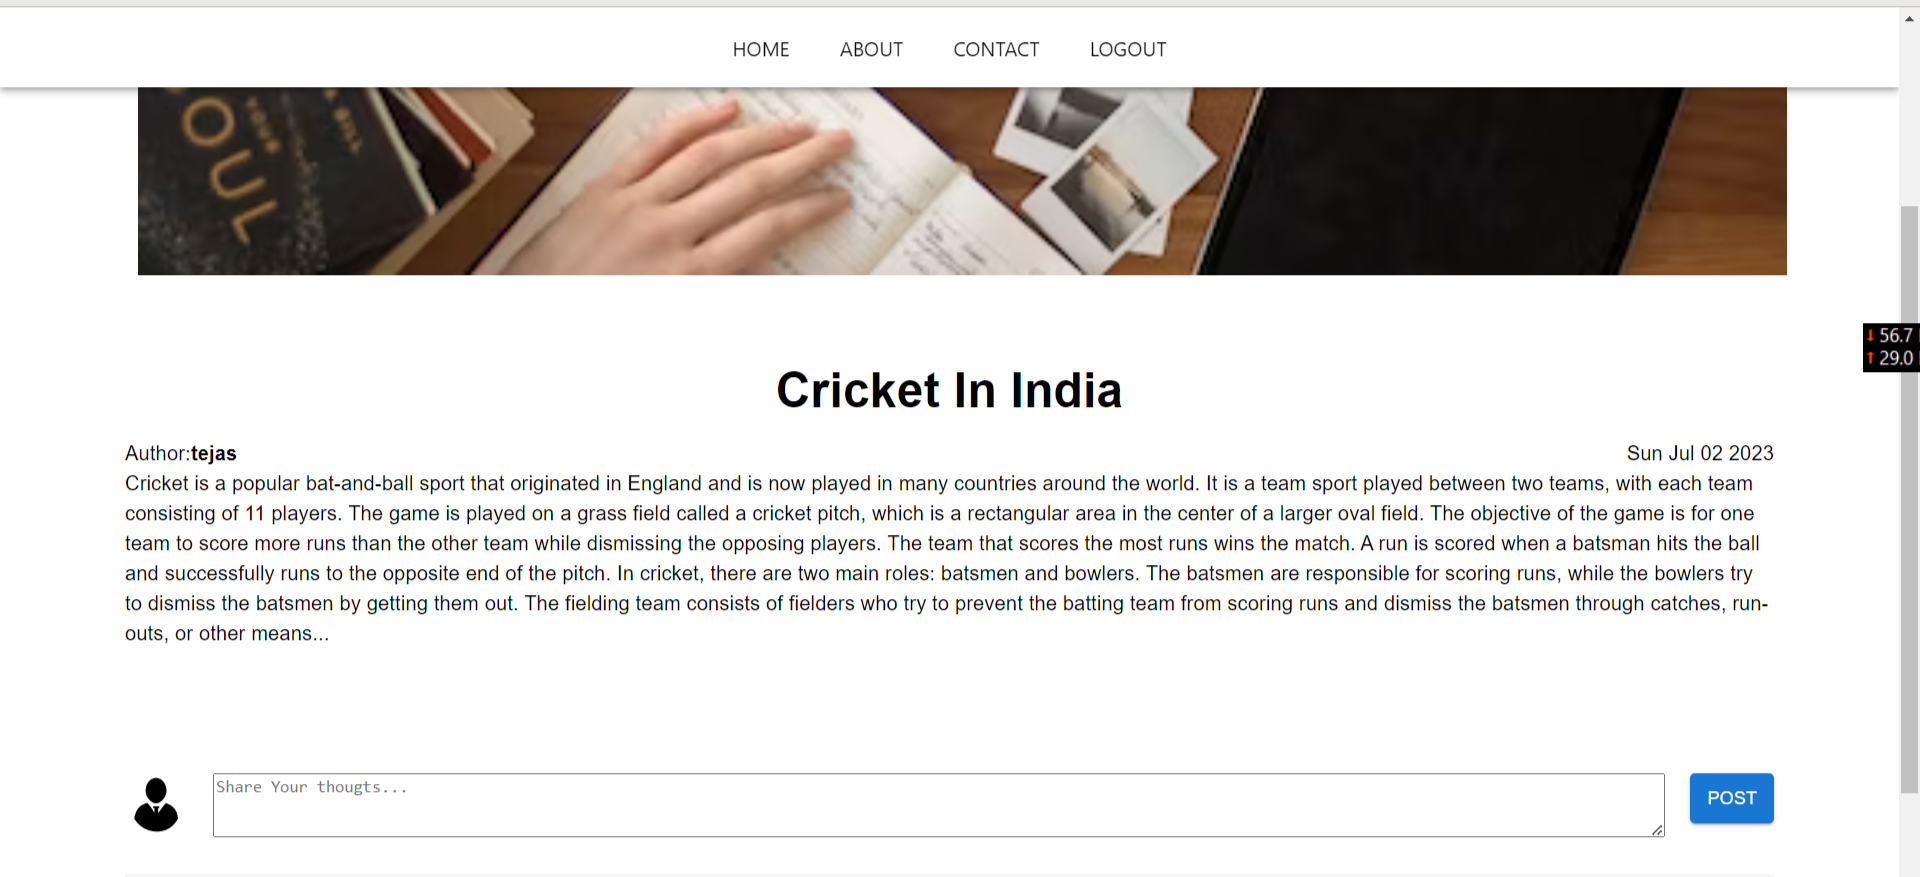 HOME ABOUT CONTACT LOGOUT
OUL
YOUR
Cricket In India
Author:tejas Sun Jul 02 2023
Cricket is a popular bat-and-ball sport that originated in England and is now played in many countries around the world. It is a team sport played between two teams, with each team
consisting of 11 players. The game is played on a grass field called a cricket pitch, which is a rectangular area in the center of a larger oval field. The objective of the game is for one
team to score more runs than the other team while dismissing the opposing players. The team that scores the most runs wins the match. A run is scored when a batsman hits the ball
and successfully runs to the opposite end of the pitch. In cricket, there are two main roles: batsmen and bowlers. The batsmen are responsible for scoring runs, while the bowlers try
to dismiss the batsmen by getting them out. The fielding team consists of fielders who try to prevent the batting team from scoring runs and dismiss the batsmen through catches, run-
outs, or other means...
Share Your thougts...
POST
↓ 56.7
↑ 29.0